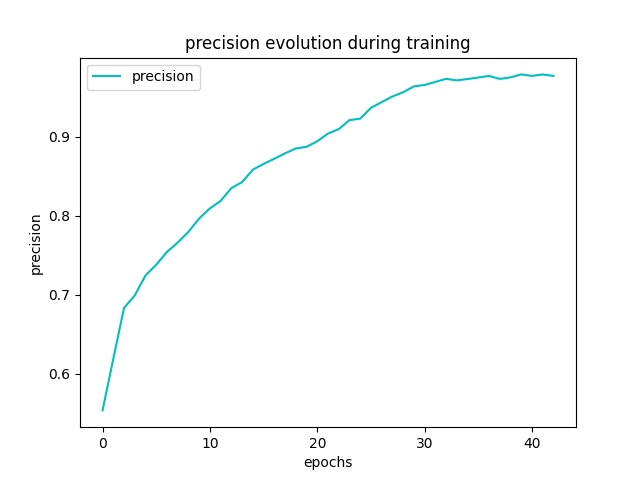 precision evolution during training
precision
0.9
0.8
0.7
0.6
precision
0 10 20 30 40
epochs